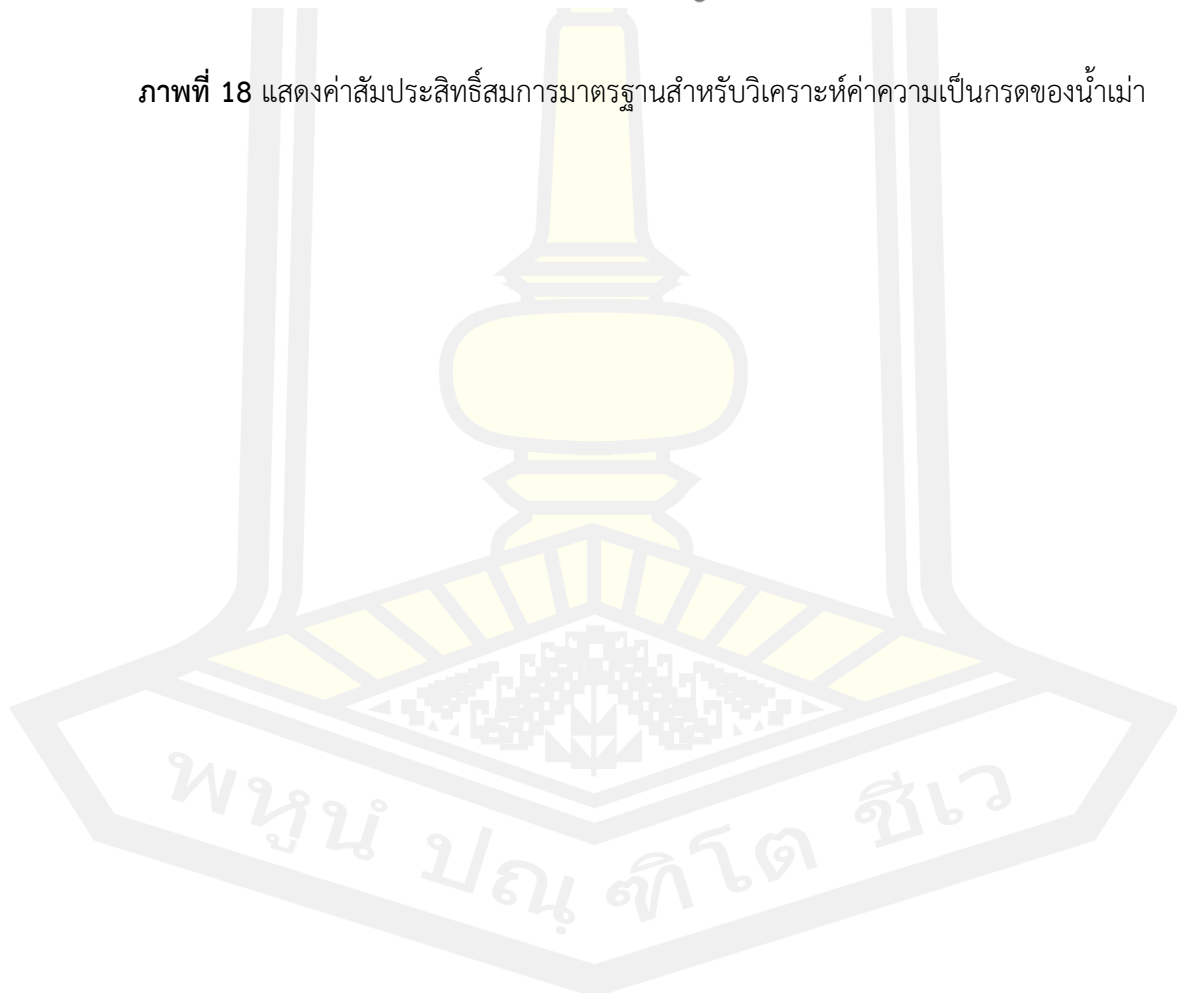 ภาพที่ 18 แสดงค่าสัมประสิทธิ์สมการมาตรฐานสำหรับวิเคราะห์ค่าความเป็นกรดของน้ำเม่า
พหูนํ ปณฺฑิโต ชีเว